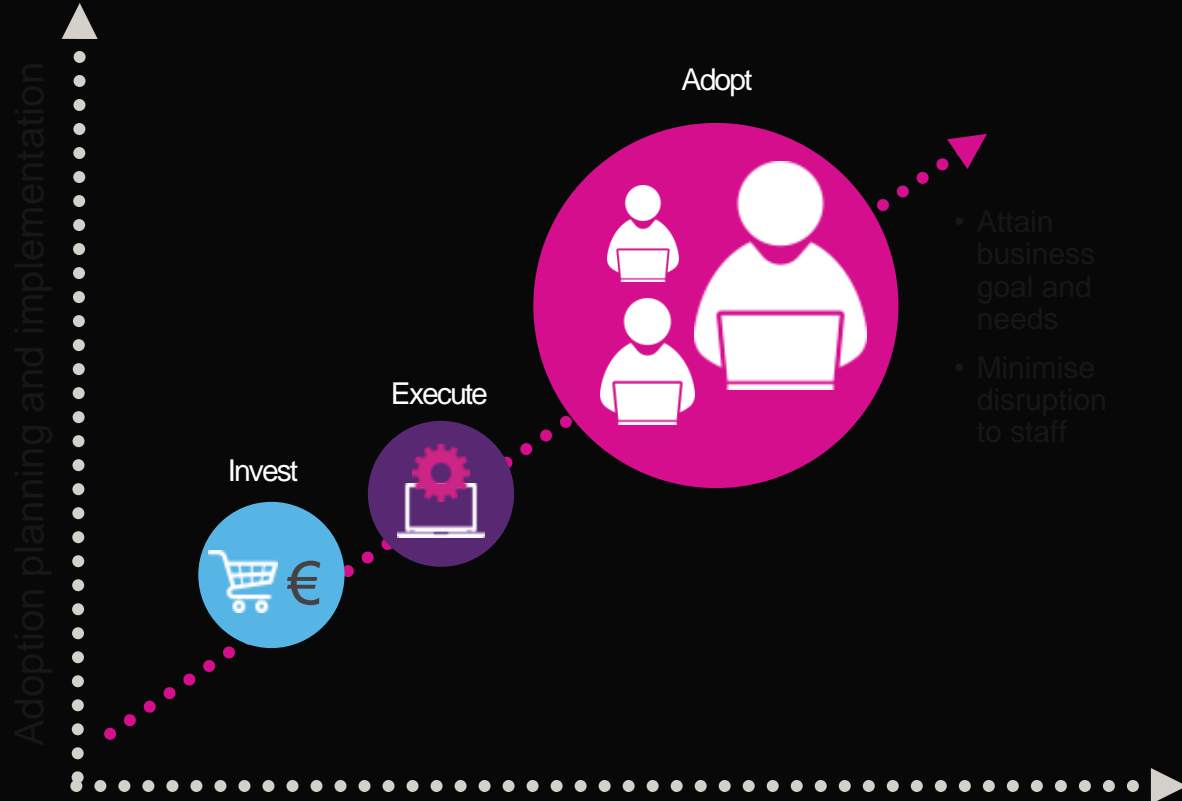 Adoption planning and implementation
Adopt
• Attain
business
goal and
needs
• Minimise
disruption
to staff
Execute
Invest
€